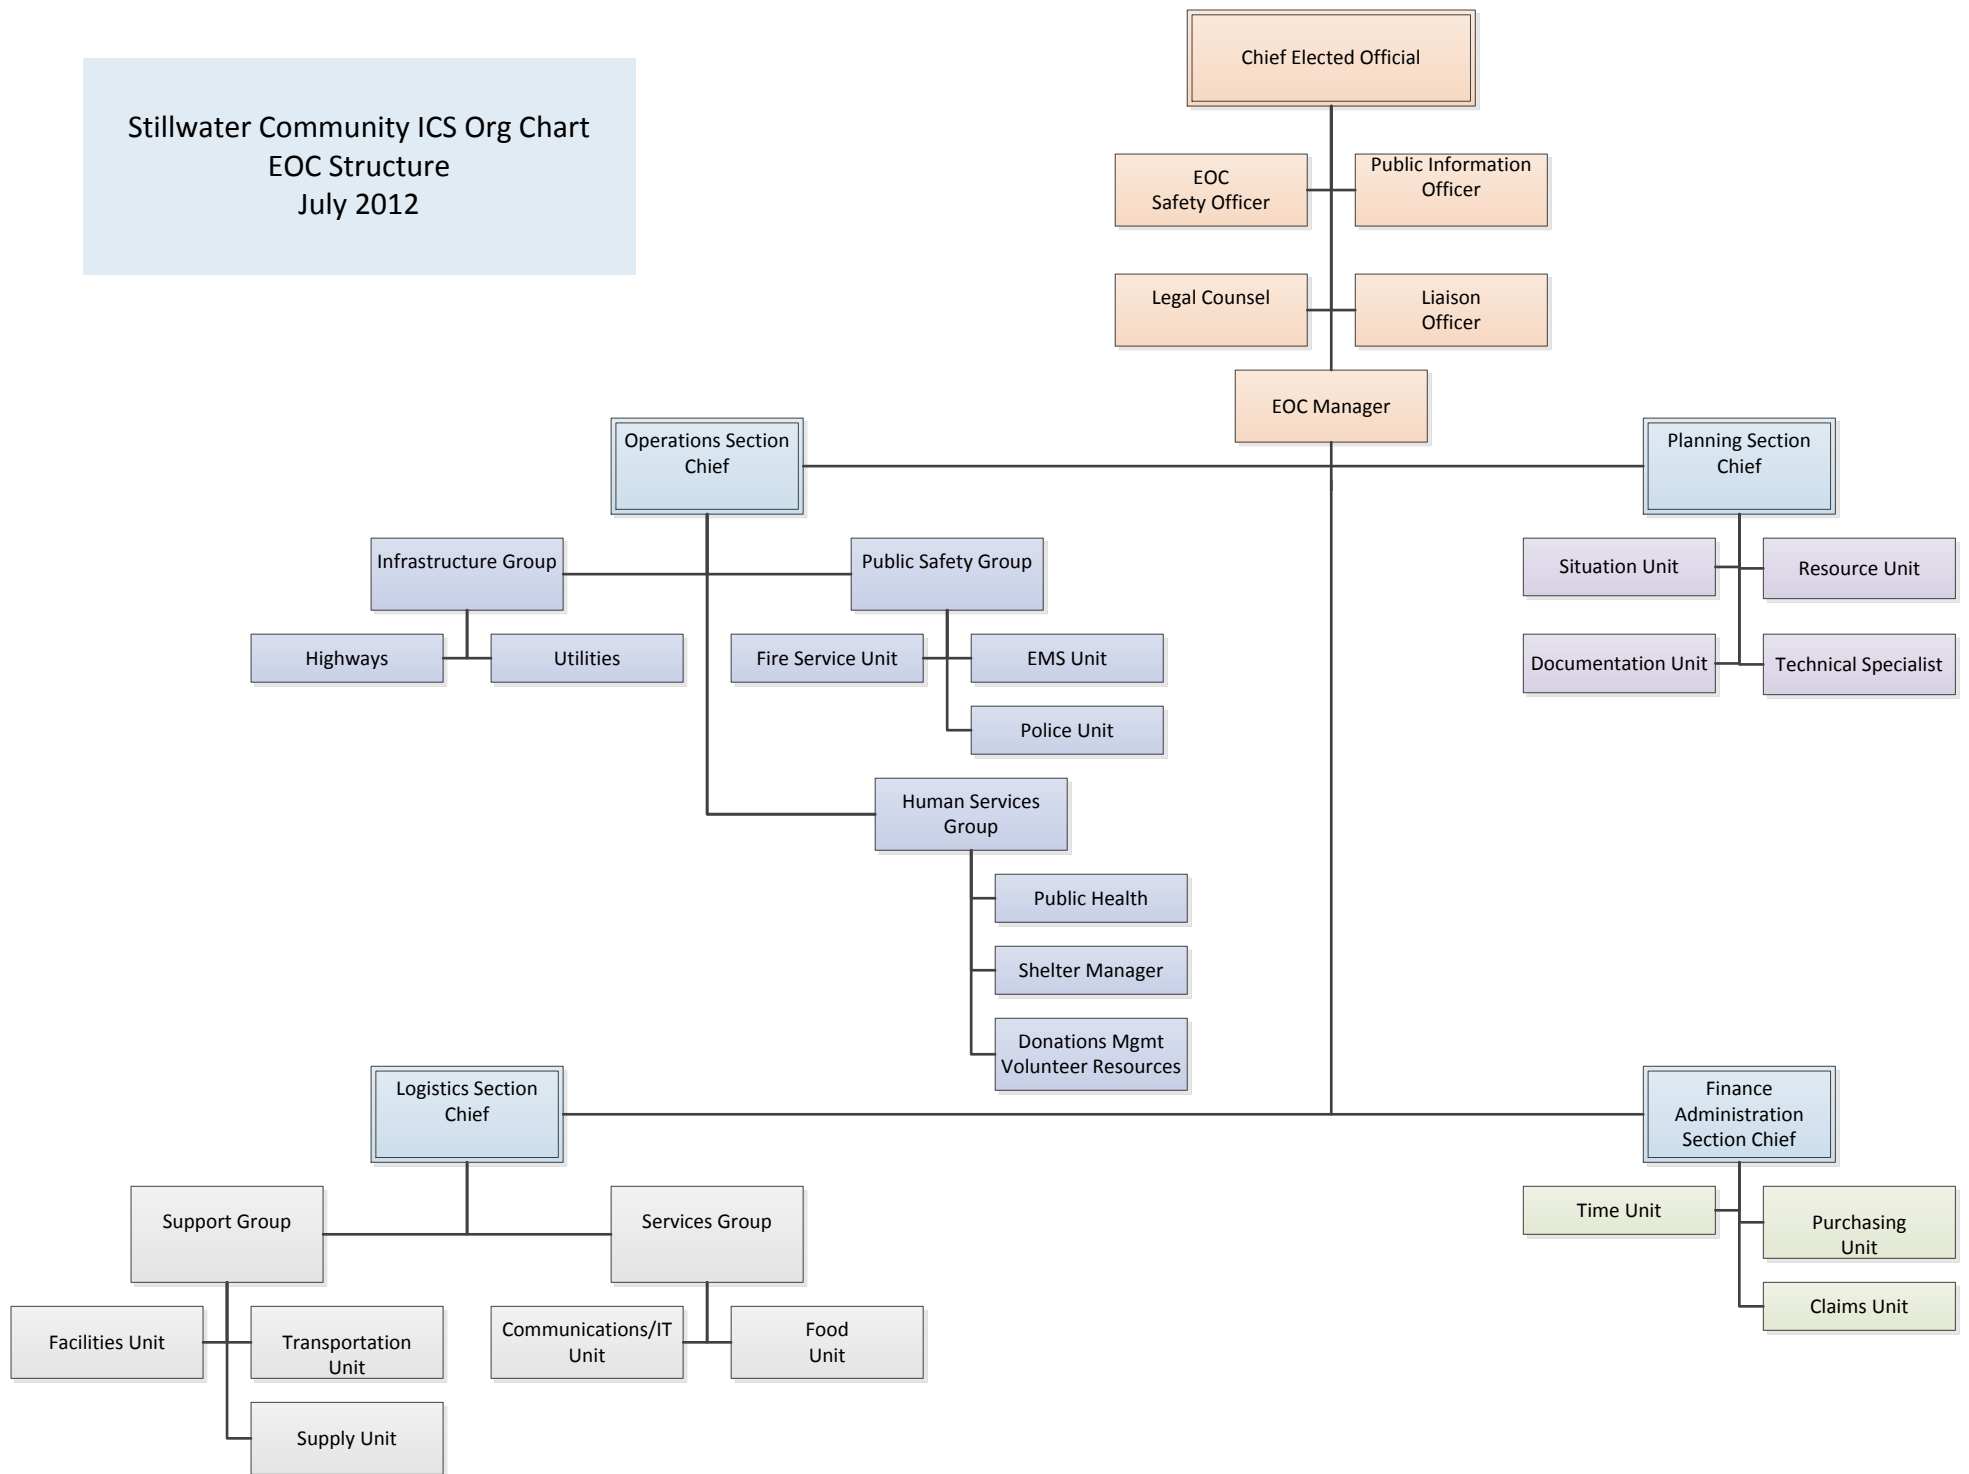 Stillwater Community ICS Org Chart
EOC Structure
July 2012
Chief Elected Official
EOC
Safety Officer
Public Information
Officer
Legal Counsel
Liaison
Officer
EOC Manager
Operations Section
Chief
Planning Section
Chief
Infrastructure Group
Public Safety Group
Situation Unit
Resource Unit
Highways
Utilities
Fire Service Unit
EMS Unit
Documentation Unit
Technical Specialist
Police Unit
Human Services
Group
Public Health
Shelter Manager
Donations Mgmt
Volunteer Resources
Logistics Section
Chief
Finance
Administration
Section Chief
Support Group
Services Group
Time Unit
Purchasing
Unit
Claims Unit
Facilities Unit
Transportation
Unit
Communications/IT
Unit
Food
Unit
Supply Unit